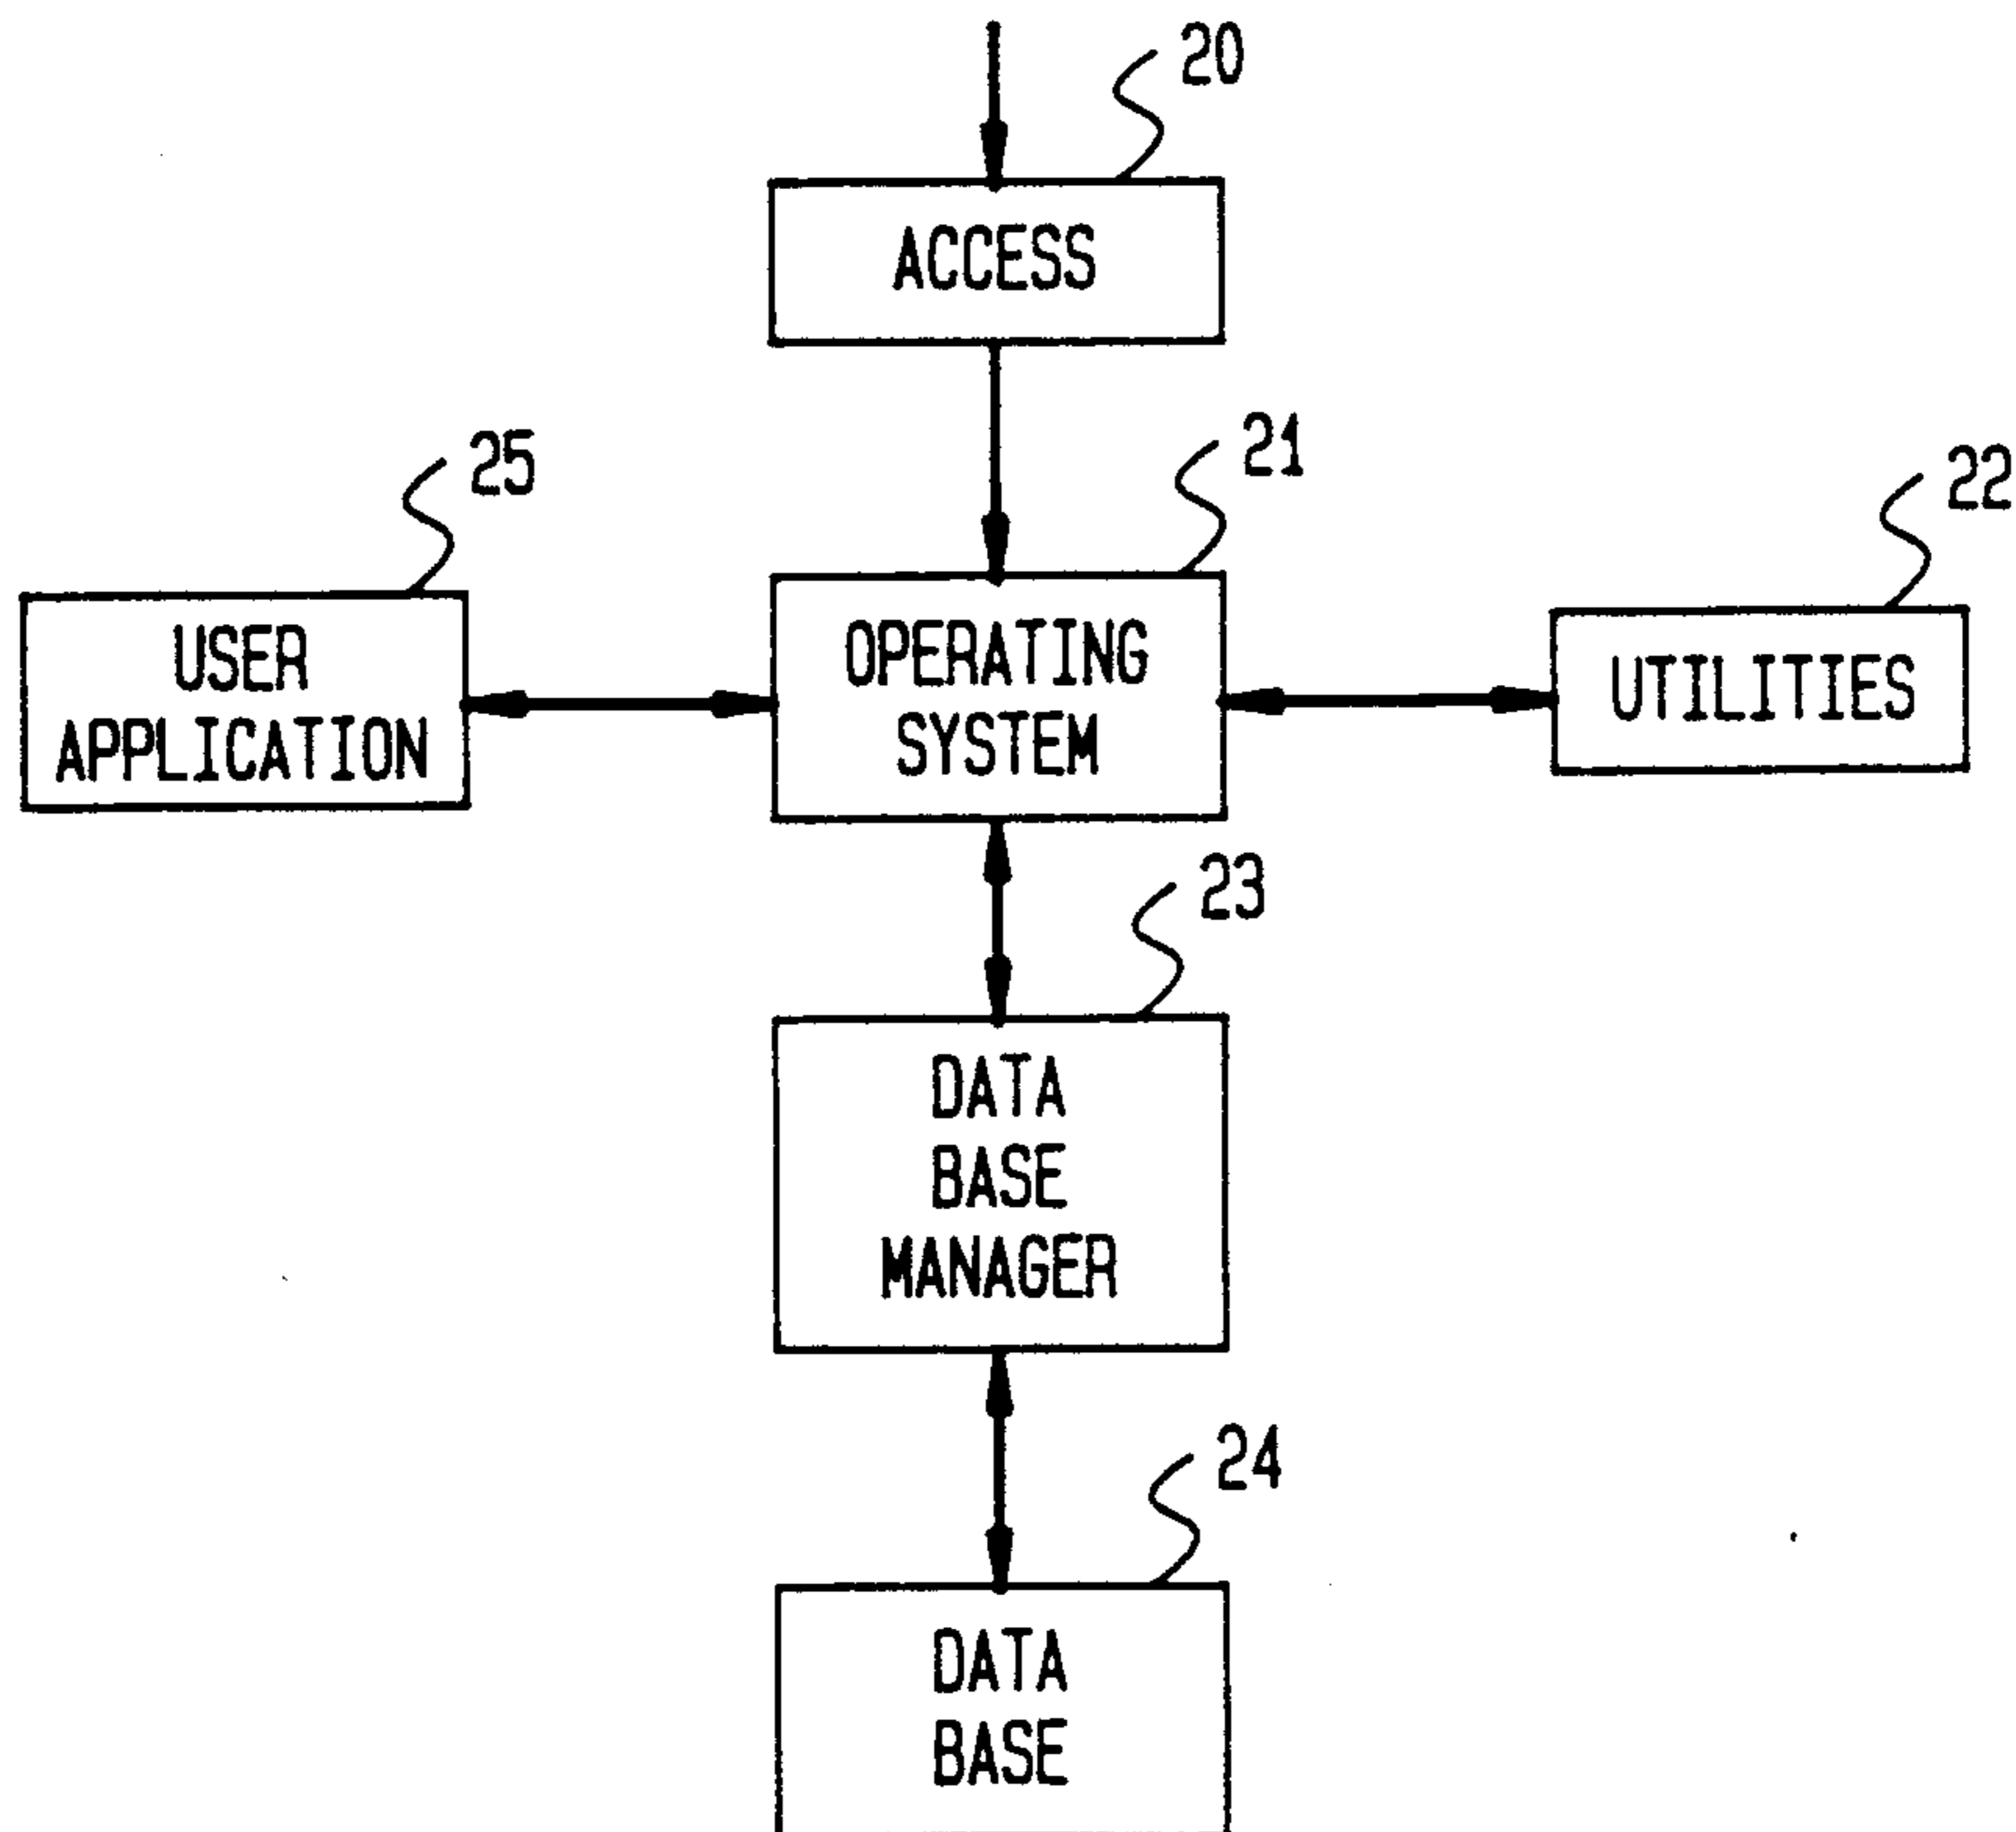 20
ACCESS
21
25
22
USER
APPLICATION
OPERATING
SYSTEM
UTILITIES
23
DATA
BASE
MANAGER
24
DATA
BASE